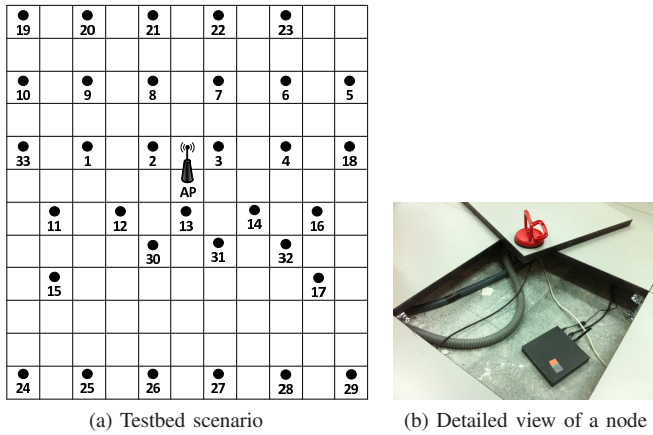 19 20 21 22 23
10 9 8 7 6 5
33 1 2 3 4 18
AP
11 12 13 14 16
30 31 32
15 17
24 25 26 27 28 29
(a) Testbed scenario
(b) Detailed view of a node